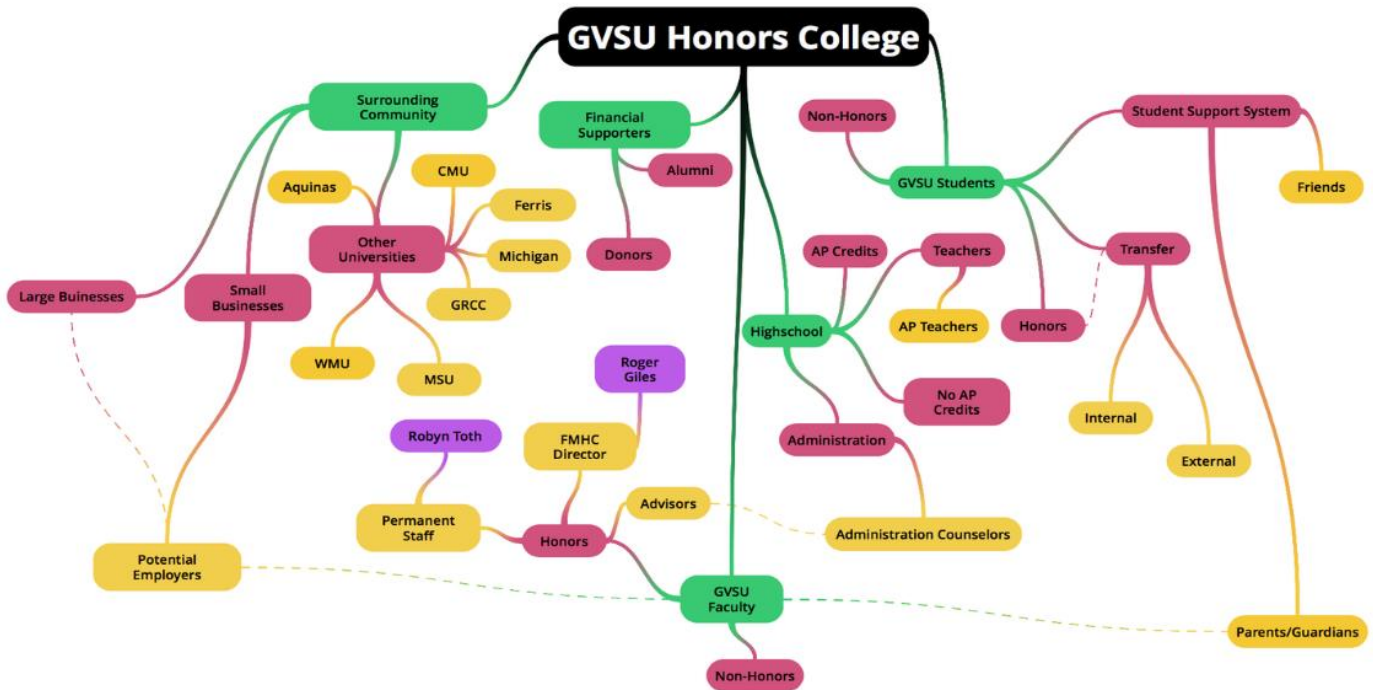 GVSU Honors College
Surrounding
Community
Financial
Supporters
Non-Honors
Student Support System
Alumni
GVSU Students
Friends
Aquinas
CMU
Ferris
Other
Universities
Michigan
Donors
AP Credits
Teachers
Transfer
Large Buinesses
Small
Businesses
GRCC
Highschool
AP Teachers
Honors
WMU
MSU
Roger
Giles
No AP
Credits
Internal
Robyn Toth
FMHC
Director
Administration
External
Permanent
Staff
Honors
Advisors
Administration Counselors
Potential
Employers
GVSU
Faculty
Parents/Guardians
Non-Honors